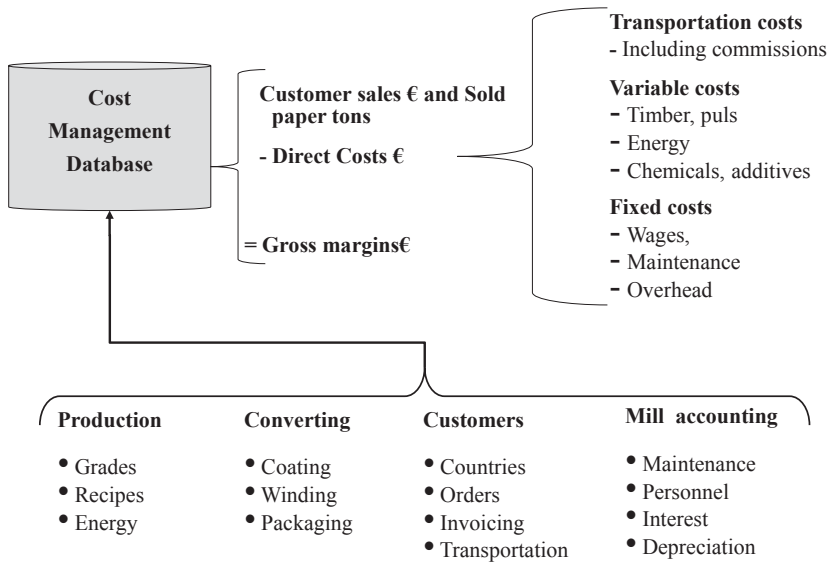 Cost
Management
Database
Customer sales € and Sold
paper tons
- Direct Costs €
= Gross margins€
Transportation costs
- Including commissions
Variable costs
- Timber, puls
- Energy
- Chemicals, additives
Fixed costs
- Wages,
- Maintenance
- Overhead
Production
• Grades
• Recipes
• Energy
Converting
• Coating
• Winding
• Packaging
Customers
• Countries
• Orders
• Invoicing
• Transportation
Mill accounting
• Maintenance
• Personnel
• Interest
• Depreciation